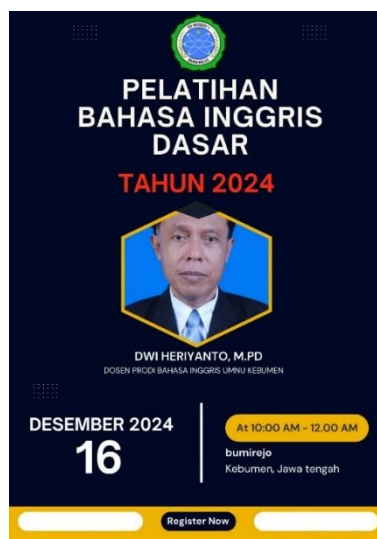 PELATIHAN
BAHASA INGGRIS
DASAR
TAHUN 2024
DWI HERIYANTO, M.PD
DOSEN PRODI BAHASA INGGRIS UMNU KEBUMEN
DESEMBER 2024
16
At 10:00 AM - 12.00 AM
bumirejo
Kebumen, Jawa tengah
Register Now